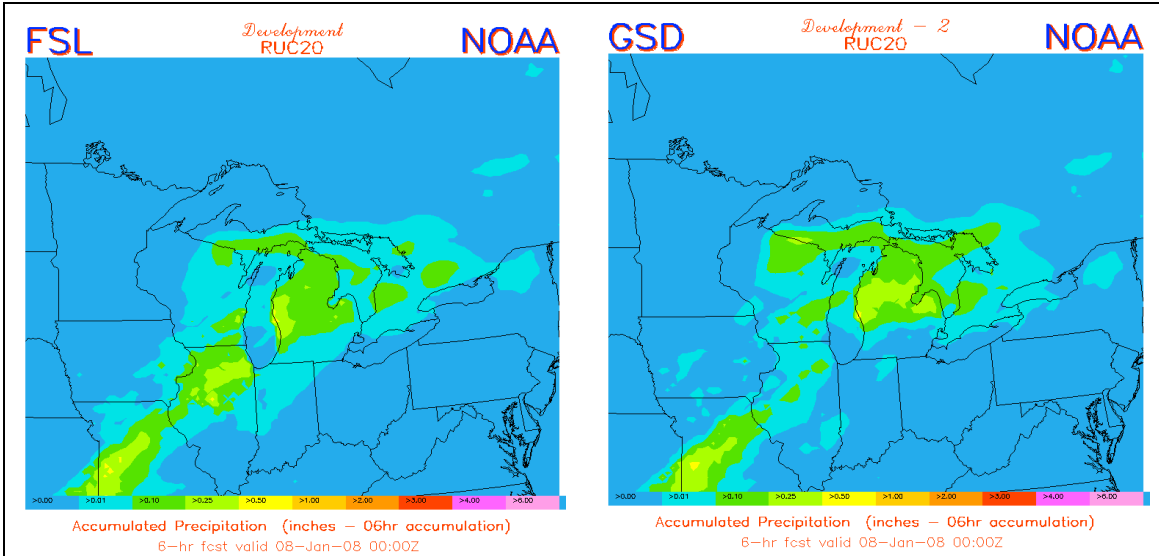 FSL Development NOAA
RUC20
>0.00 >0.01 >0.10 >0.25 >0.50 >1.00 >2.00 >3.00 >4.00 >6.00
Accumulated Precipitation (inches - 06hr accumulation)
6-hr fcst valid 08-Jan-08 00:00Z
GSD Development - 2 NOAA
RUC20
>0.00 >0.01 >0.10 >0.25 >0.50 >1.00 >2.00 >3.00 >4.00 >6.00
Accumulated Precipitation (inches - 06hr accumulation)
6-hr fcst valid 08-Jan-08 00:00Z